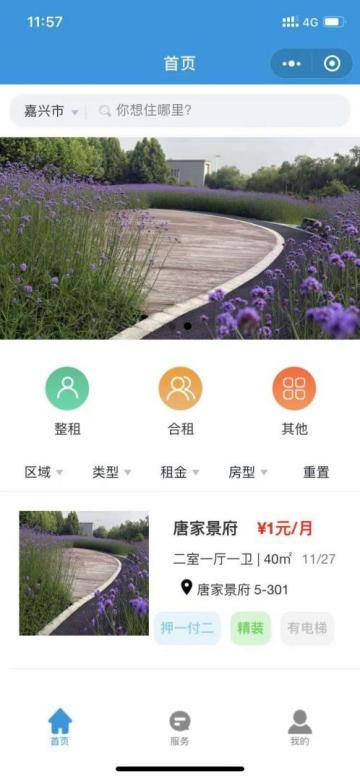 11:57
4G
首页
嘉兴市 你想住哪里?
整租 合租 其他
区域 类型 租金 房型 重置
唐家景府 ¥1元/月
二室一厅一卫 | 40㎡ 11/27
唐家景府 5-301
押一付二 精装 有电梯
首页 服务 我的